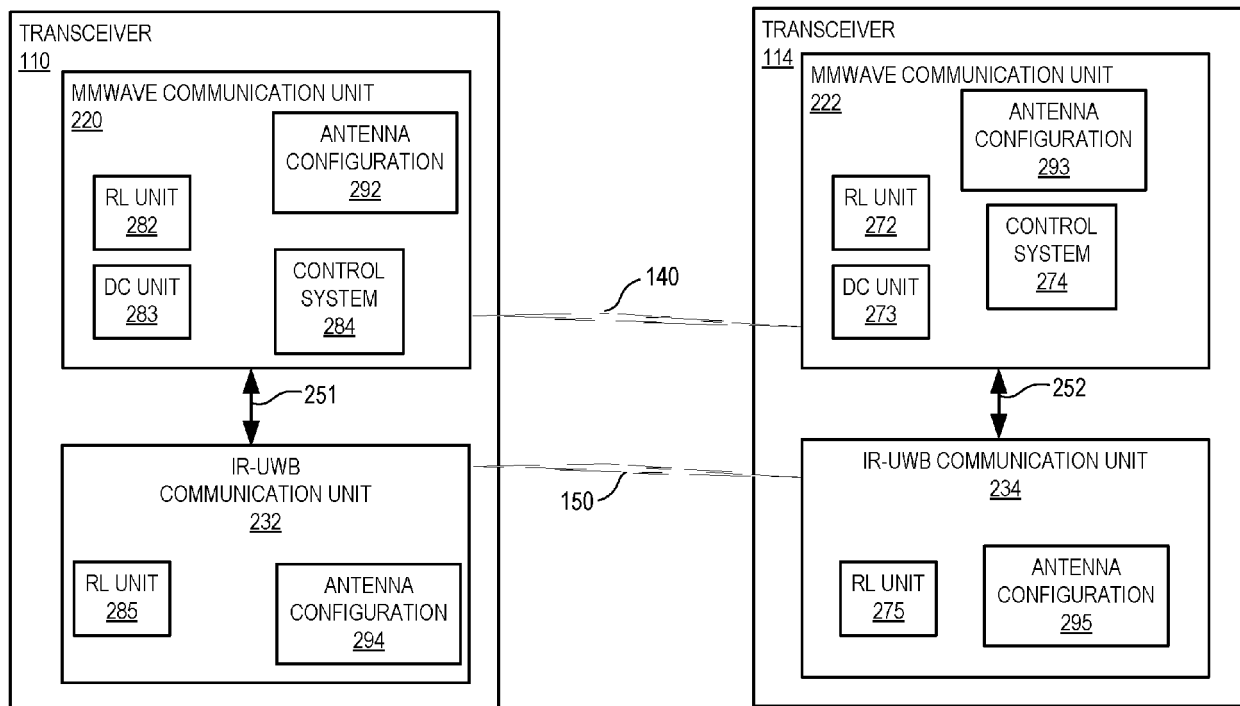 TRANSCEIVER
110
MMWAVE COMMUNICATION UNIT
220
ANTENNA
CONFIGURATION
292
RL UNIT
282
DC UNIT
283
CONTROL
SYSTEM
284
251
IR-UWB
COMMUNICATION UNIT
232
RL UNIT
285
ANTENNA
CONFIGURATION
294
140
150
TRANSCEIVER
114
MMWAVE COMMUNICATION UNIT
222
ANTENNA
CONFIGURATION
293
RL UNIT
272
CONTROL
SYSTEM
274
DC UNIT
273
252
IR-UWB COMMUNICATION UNIT
234
RL UNIT
275
ANTENNA
CONFIGURATION
295